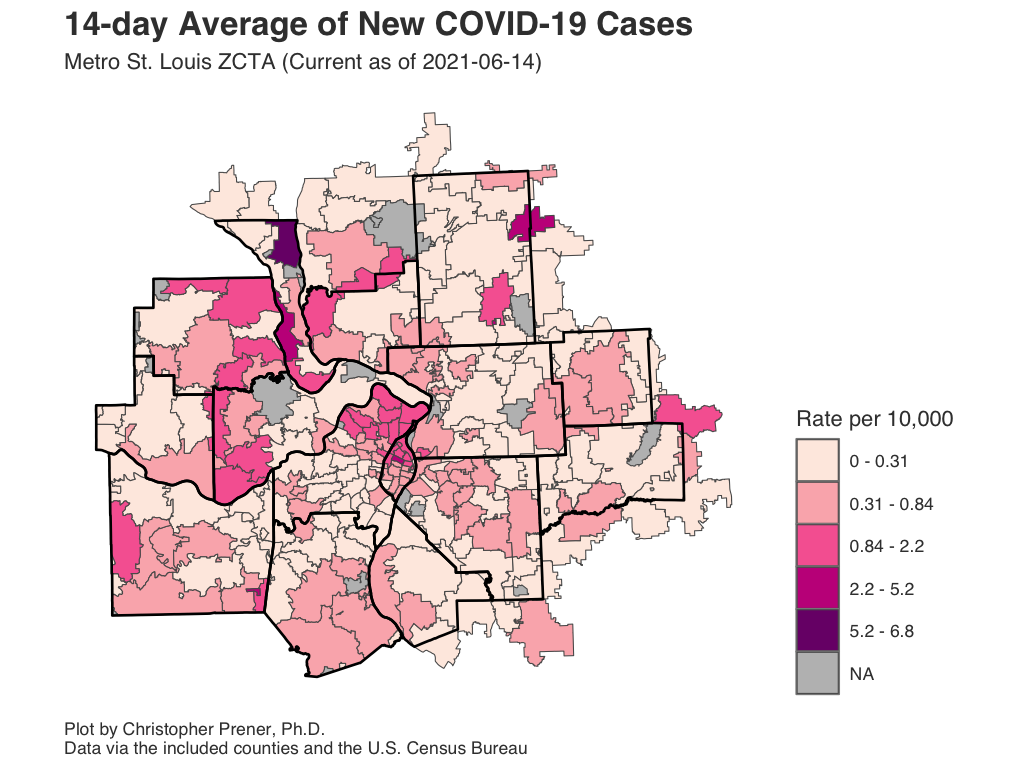 14-day Average of New COVID-19 Cases
Metro St. Louis ZCTA (Current as of 2021-06-14)
Rate per 10,000
0 - 0.31
0.31 - 0.84
0.84 - 2.2
2.2 - 5.2
5.2 - 6.8
NA
Plot by Christopher Prener, Ph.D.
Data via the included counties and the U.S. Census Bureau